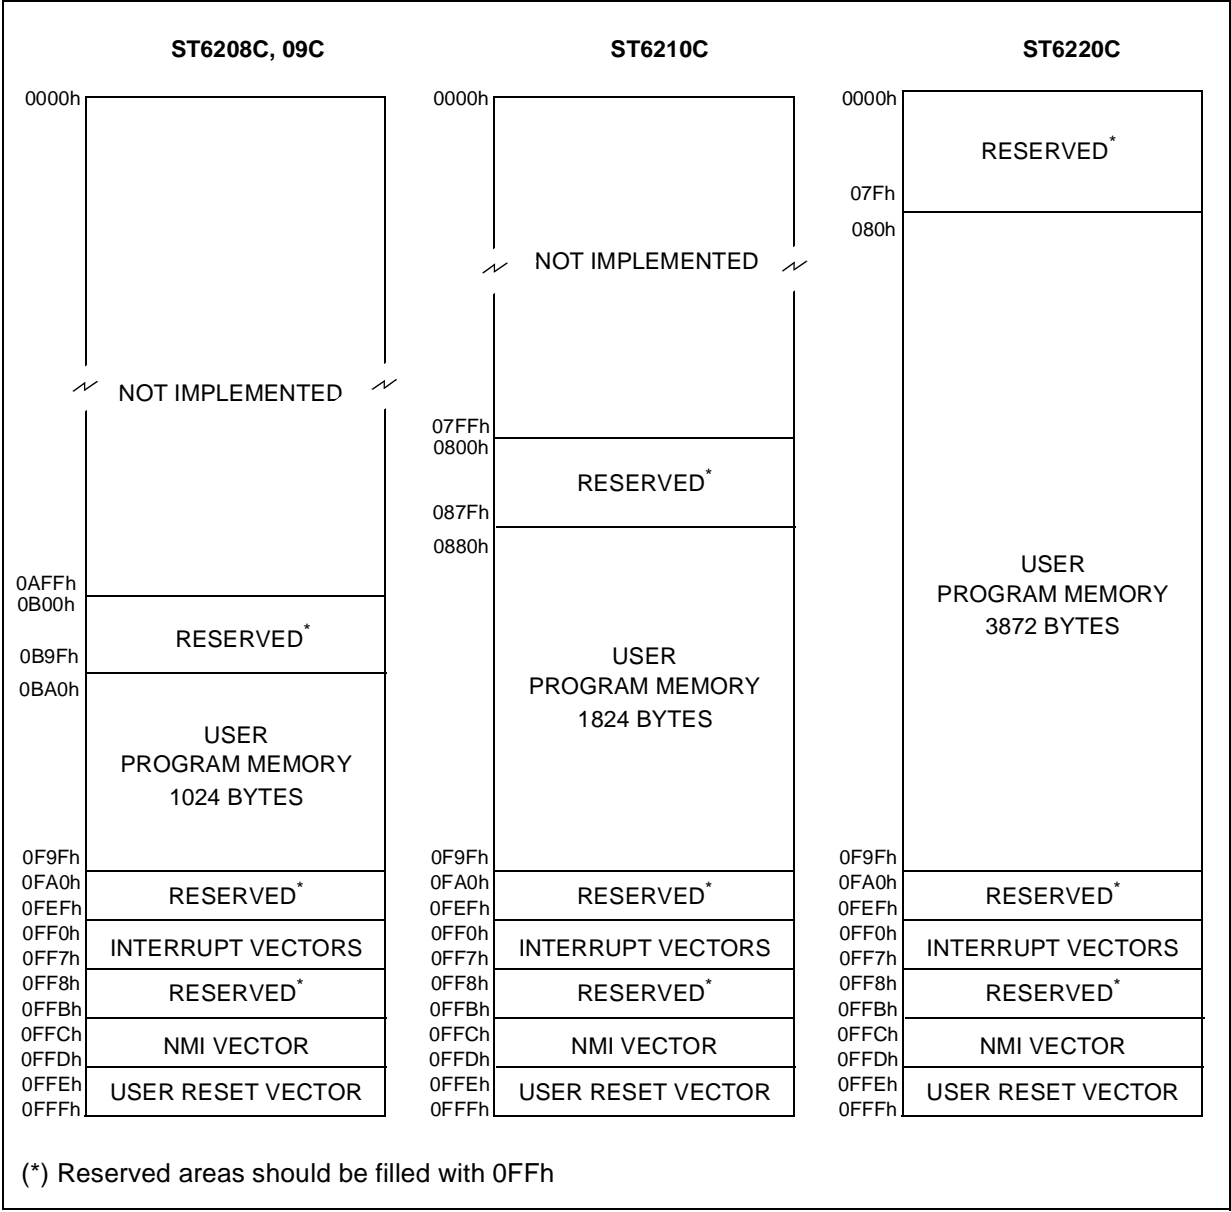 ST6208C, 09C
0000h
NOT IMPLEMENTED
0AFFh
0B00h
RESERVED*
0B9Fh
0BA0h
USER
PROGRAM MEMORY
1024 BYTES
0F9Fh
0FA0h
RESERVED*
0FEFh
0FF0h
INTERRUPT VECTORS
0FF7h
0FF8h
RESERVED*
0FFBh
0FFCh
NMI VECTOR
0FFDh
0FFEh
USER RESET VECTOR
0FFFh
ST6210C
0000h
NOT IMPLEMENTED
07FFh
0800h
RESERVED*
087Fh
0880h
USER
PROGRAM MEMORY
1824 BYTES
0F9Fh
0FA0h
RESERVED*
0FEFh
0FF0h
INTERRUPT VECTORS
0FF7h
0FF8h
RESERVED*
0FFBh
0FFCh
NMI VECTOR
0FFDh
0FFEh
USER RESET VECTOR
0FFFh
ST6220C
0000h
RESERVED*
07Fh
080h
USER
PROGRAM MEMORY
3872 BYTES
0F9Fh
0FA0h
RESERVED*
0FEFh
0FF0h
INTERRUPT VECTORS
0FF7h
0FF8h
RESERVED*
0FFBh
0FFCh
NMI VECTOR
0FFDh
0FFEh
USER RESET VECTOR
0FFFh
(*) Reserved areas should be filled with 0FFh